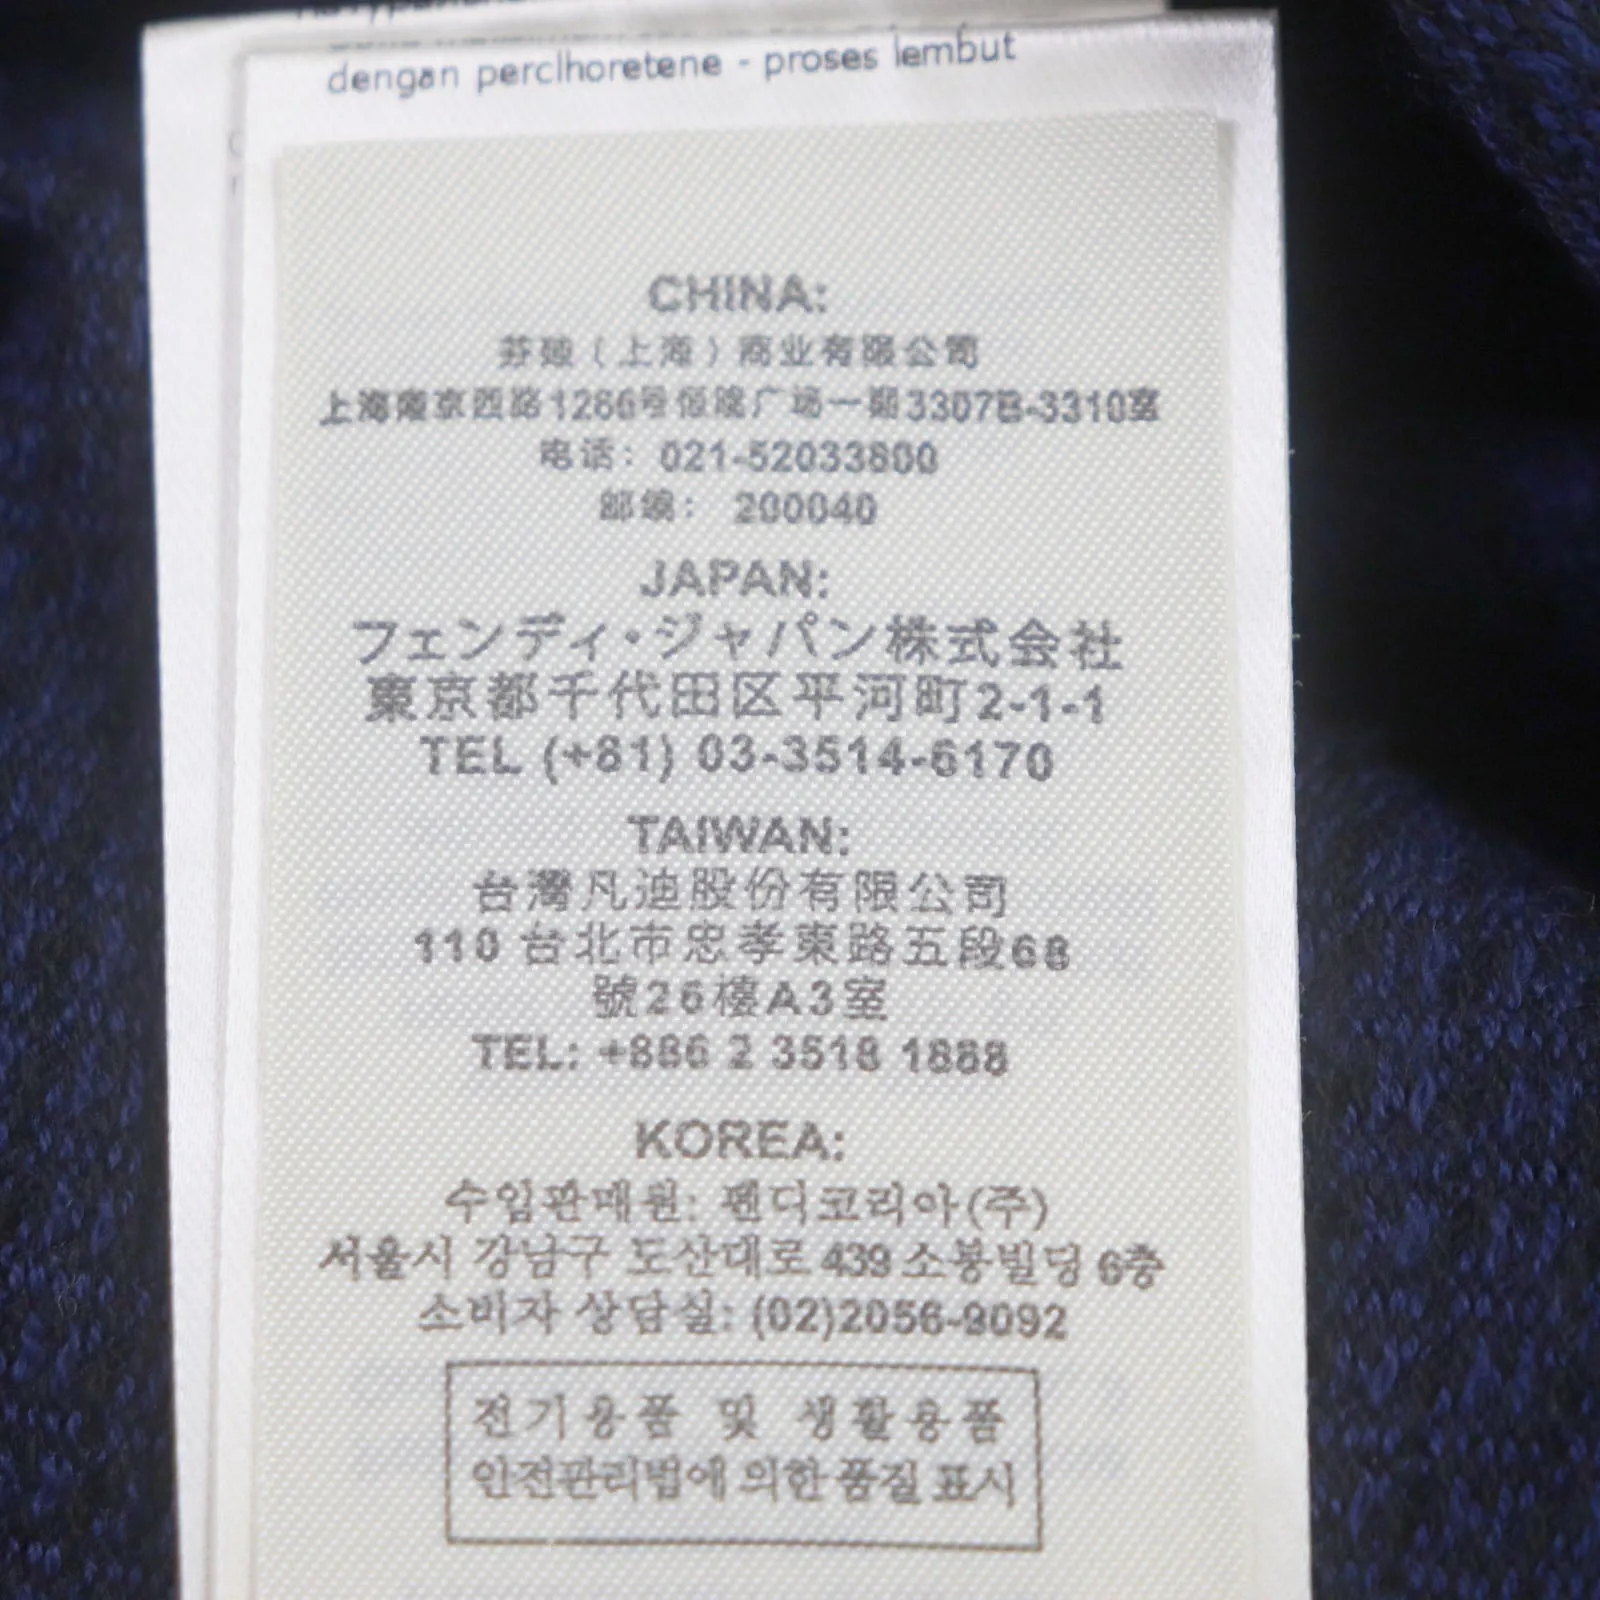 dengan perclhoretene - proses lembut
CHINA:
芬迪（上海）商业有限公司
上海南京西路1266号恒隆广场一期3307B-3310室
电话：021-52033800
邮编：200040
JAPAN:
フェンディ・ジャパン株式会社
東京都千代田区平河町2-1-1
TEL (+81) 03-3514-6170
TAIWAN:
台灣凡迪股份有限公司
110 台北市忠孝東路五段68
號26樓A3室
TEL: +886 2 3518 1888
KOREA:
수입판매원: 펜디코리아(주)
서울시 강남구 도산대로 439 소봉빌딩 6층
소비자 상담실: (02)2056-9092
전기용품 및 생활용품
안전관리법에 의한 품질 표시